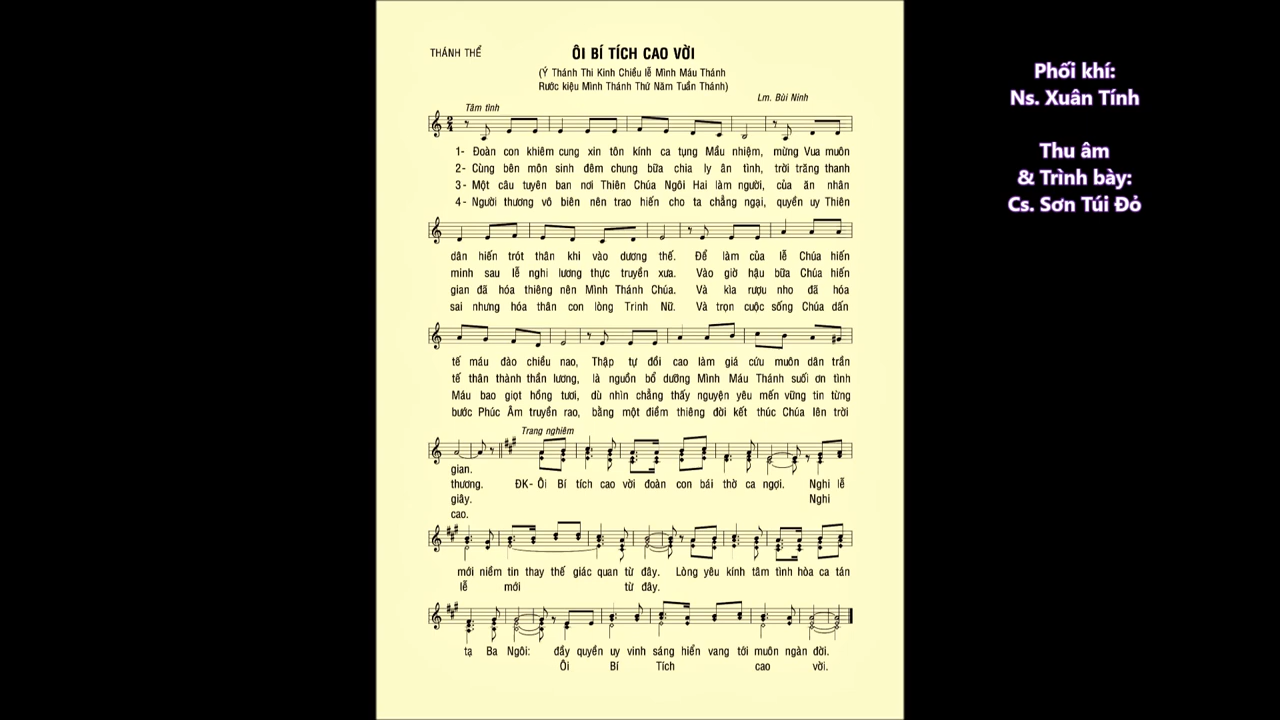 THÁNH THỂ
ÔI BÍ TÍCH CAO VỜI
(Ý Thánh Thi Kinh Chiều lễ Mình Máu Thánh
Rước kiệu Mình Thánh Thứ Năm Tuần Thánh)
Lm. Bùi Ninh
Tâm tình
1- Đoàn con khiêm cung xin tôn kính ca tụng Mầu nhiệm, mừng Vua muôn
2- Cùng bên môn sinh đêm chung bữa chia ly ân tình, trời trăng thanh
3- Một câu tuyên ban nơi Thiên Chúa Ngôi Hai làm người, của ăn nhân
4- Người thương vô biên nên trao hiến cho ta chẳng ngại, quyền uy Thiên
dân hiến trót thân khi vào dương thế. Để làm của lễ Chúa hiến
minh sau lễ nghi lương thực truyền xưa. Vào giờ hậu bữa Chúa hiến
gian đã hóa thiêng nên Mình Thánh Chúa. Và kìa rượu nho đã hóa
sai nhưng hóa thân con lòng Trinh Nữ. Và trọn cuộc sống Chúa dấn
tế máu đào chiều nao, Thập tự đồi cao làm giá cứu muôn dân trần
tế thân thành thần lương, là nguồn bổ dưỡng Mình Máu Thánh suối ơn tình
Máu bao giọt hồng tươi, dù nhìn chẳng thấy nguyện yêu mến vững tin từng
bước Phúc Âm truyền rao, bằng một điềm thiêng đời kết thúc Chúa lên trời
Trang nghiêm
gian.
thương. ĐK- Ôi Bí tích cao vời đoàn con bái thờ ca ngợi. Nghi lễ
giây. Nghi
cao.
mới niềm tin thay thế giác quan từ đây. Lòng yêu kính tâm tình hòa ca tán
lễ mới từ đây.
tạ Ba Ngôi: đầy quyền uy vinh sáng hiển vang tới muôn ngàn đời.
Ôi Bí Tích cao vời.
Phối khí:
Ns. Xuân Tính
Thu âm
& Trình bày:
Cs. Sơn Túi Đỏ